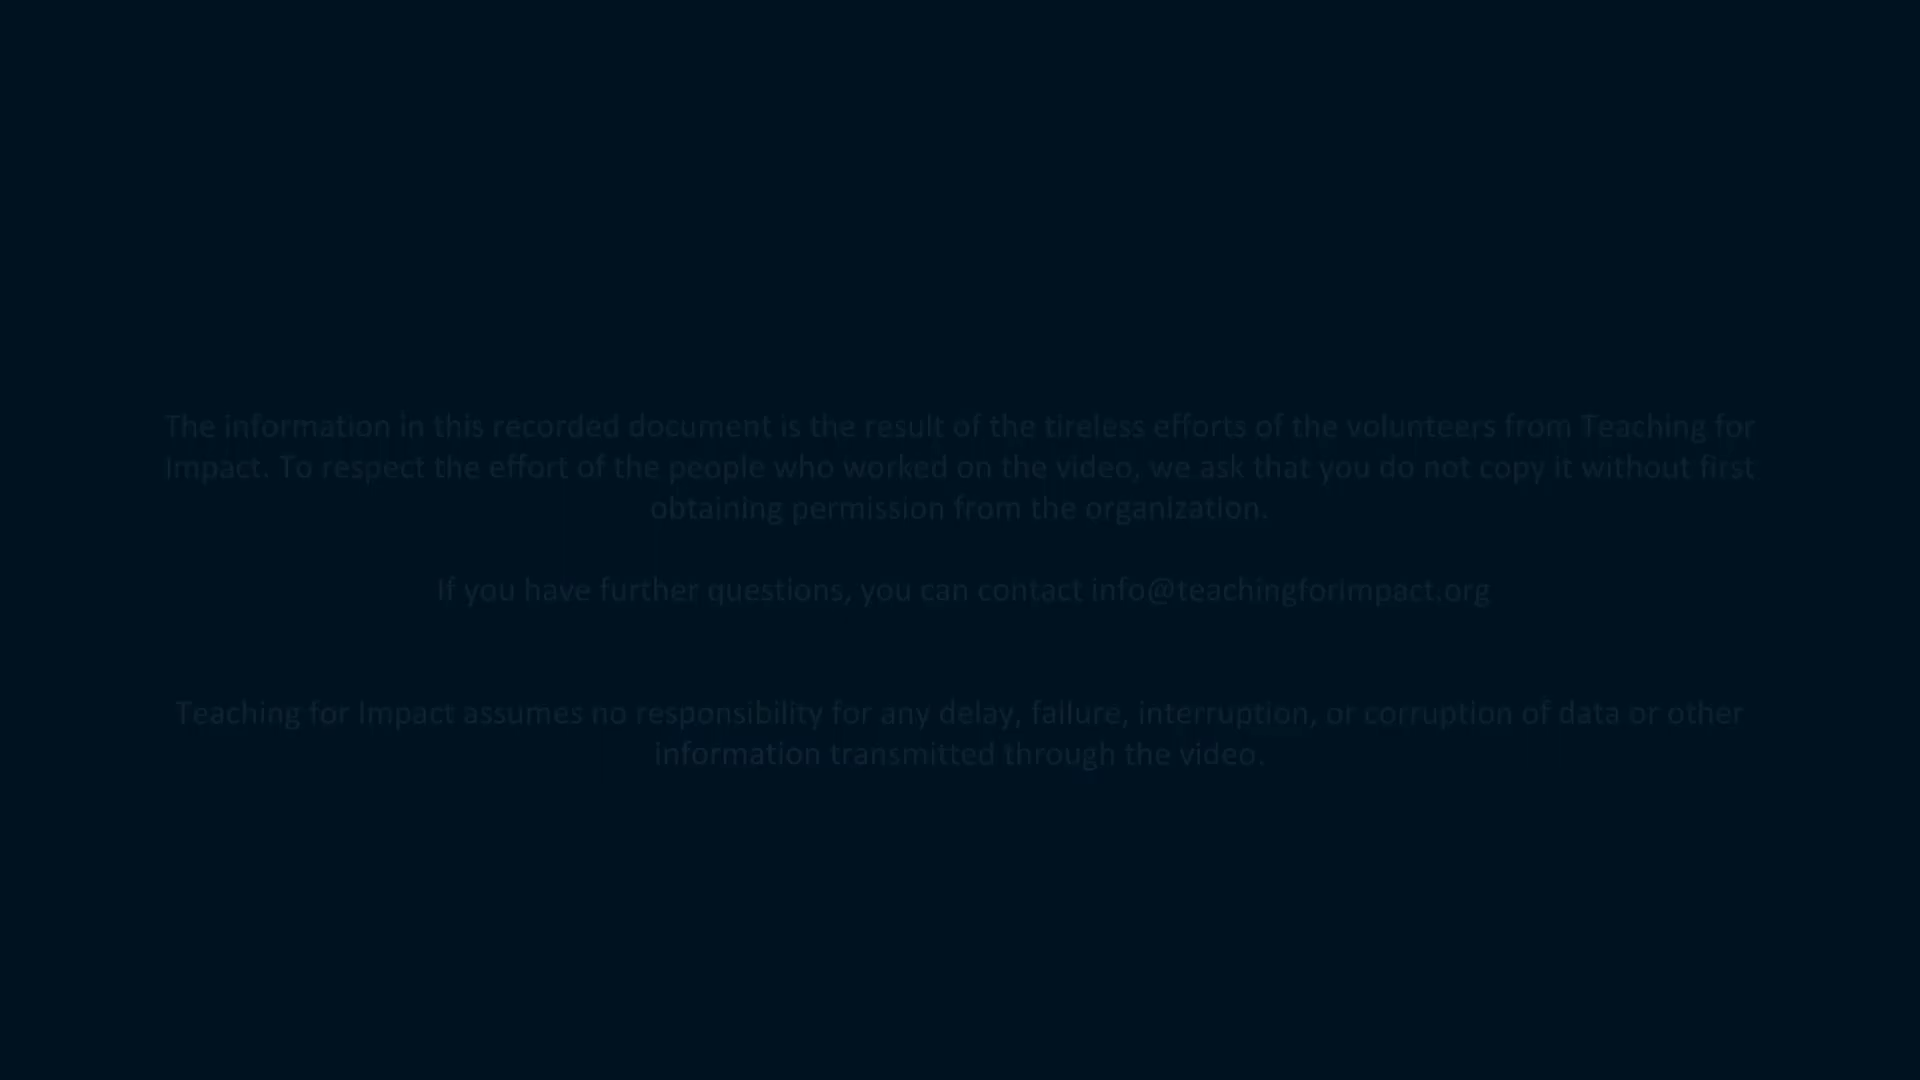 The information in this recorded document is the result of the tireless efforts of the volunteers from Teaching for
Impact. To respect the effort of the people who worked on the video, we ask that you do not copy it without first
obtaining permission from the organization.
If you have further questions, you can contact info@teachingforimpact.org
Teaching for Impact assumes no responsibility for any delay, failure, interruption, or corruption of data or other
information transmitted through the video.